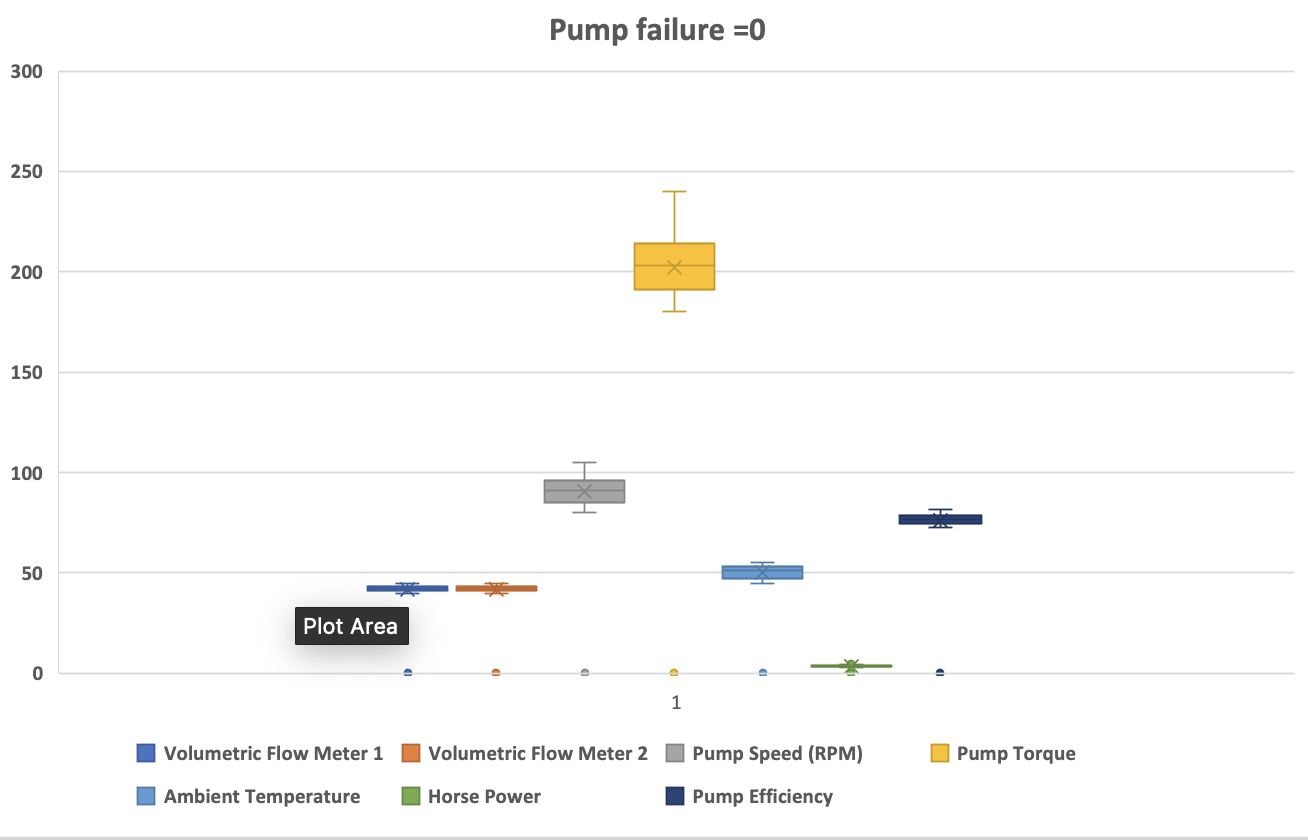 Pump failure =0
300
250
200
150
100
50
0
Plot Area
1
Volumetric Flow Meter 1 Volumetric Flow Meter 2 Pump Speed (RPM) Pump Torque
Ambient Temperature Horse Power Pump Efficiency